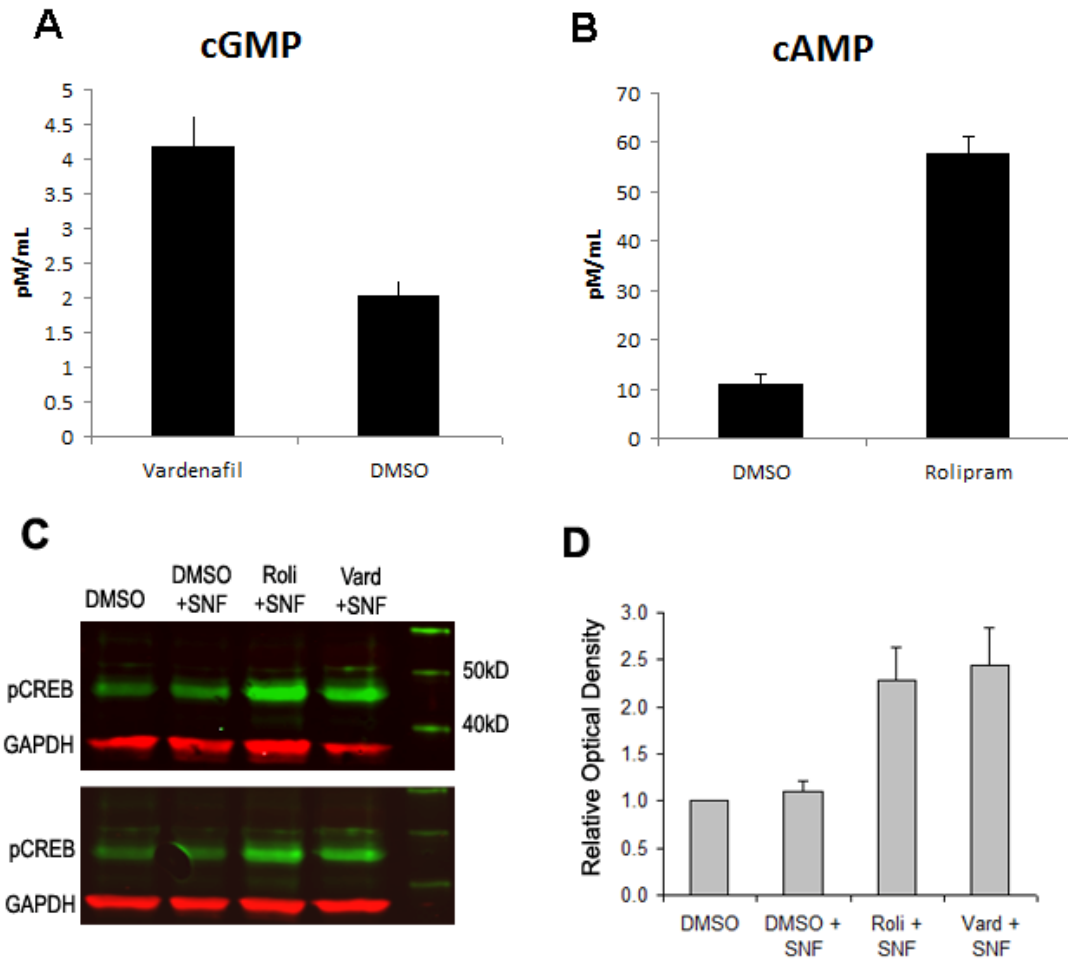 A
cGMP
5
4.5
4
3.5
3
2.5
2
1.5
1
0.5
0
pM/mL
Vardenafil DMSO
B
cAMP
70
60
50
40
30
20
10
0
pM/mL
DMSO Rolipram
C
DMSO DMSO +SNF Roli +SNF Vard +SNF
pCREB
GAPDH
50kD
40kD
pCREB
GAPDH
D
3.0
2.5
2.0
1.5
1.0
0.5
0.0
Relative Optical Density
DMSO DMSO + SNF Roli + SNF Vard + SNF